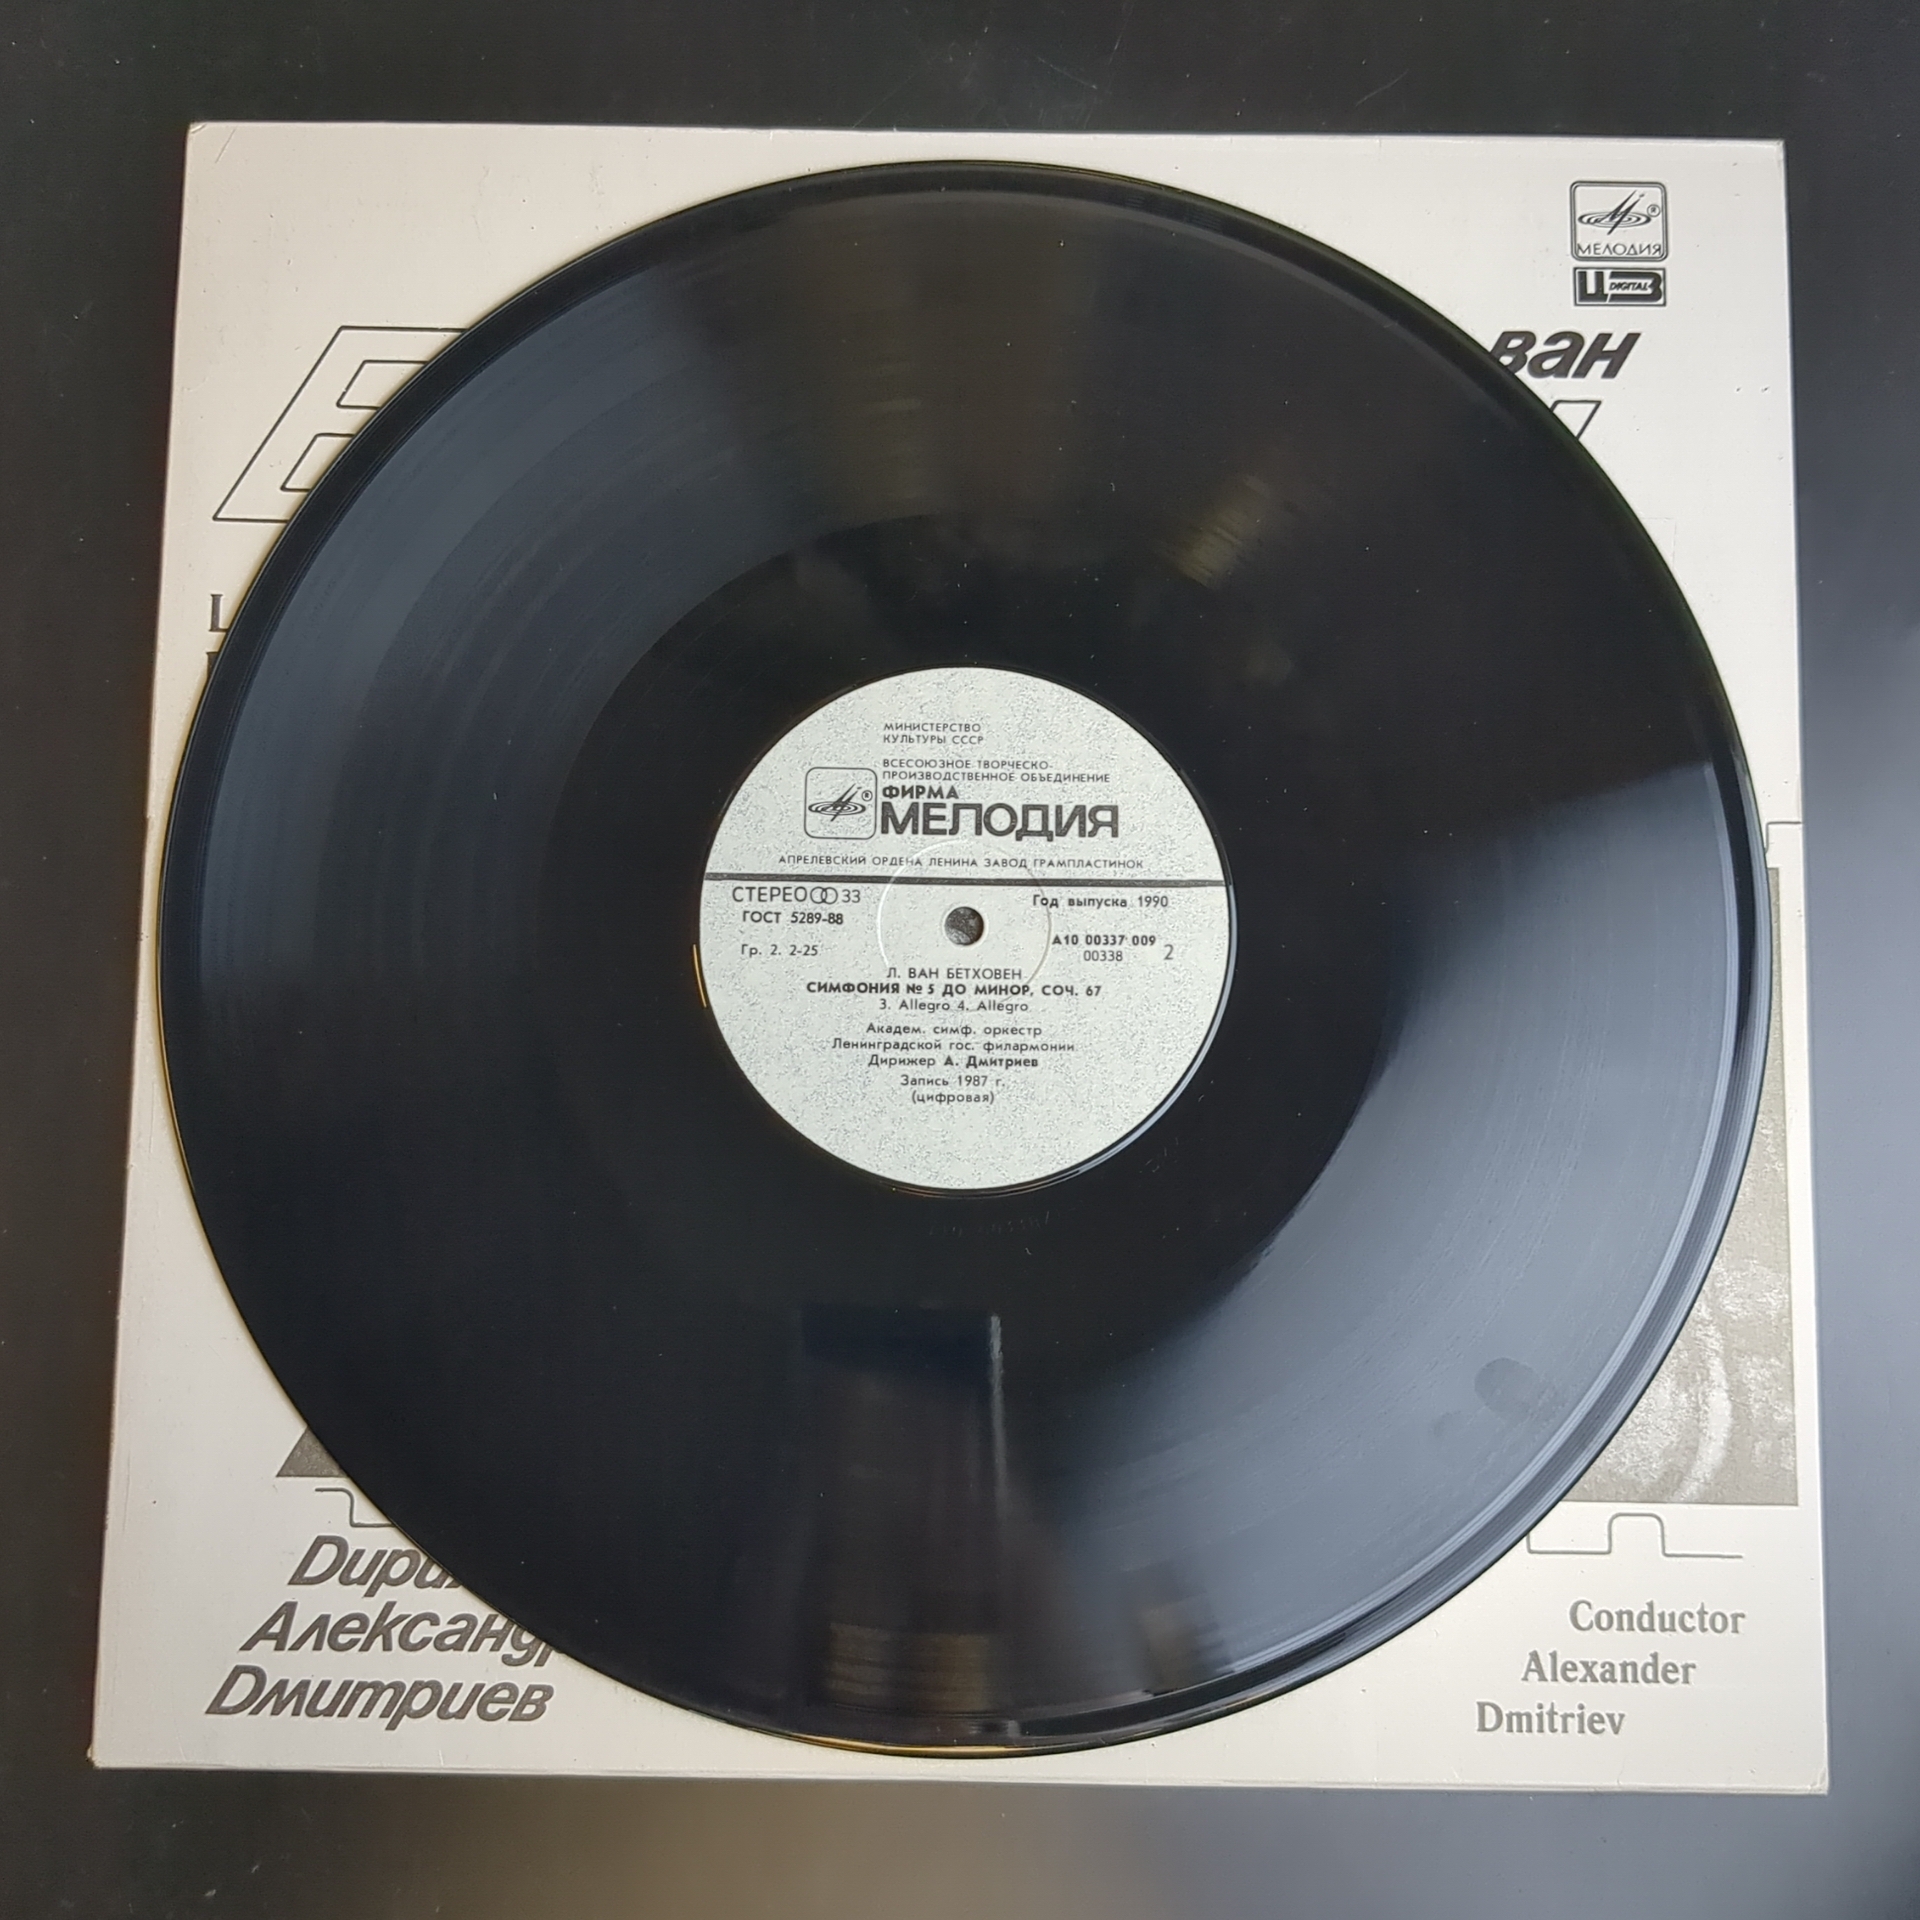 МЕЛОДИЯ
Ц DIGITAL З
ван
МИНИСТЕРСТВО
КУЛЬТУРЫ СССР
ВСЕСОЮЗНОЕ ТВОРЧЕСКО-
ПРОИЗВОДСТВЕННОЕ ОБЪЕДИНЕНИЕ
ФИРМА
МЕЛОДИЯ
АПРЕЛЕВСКИЙ ОРДЕНА ЛЕНИНА ЗАВОД ГРАМПЛАСТИНОК
СТЕРЕО 33
Год выпуска 1990
ГОСТ 5289-88
Гр. 2. 2-25
А10 00337 009
00338 2
Л. ВАН БЕТХОВЕН
СИМФОНИЯ № 5 ДО МИНОР, СОЧ. 67
3. Allegro 4. Allegro
Академ. симф. оркестр
Ленинградской гос. филармонии
Дирижер А. Дмитриев
Запись 1987 г.
(цифровая)
Александр
Дмитриев
Conductor
Alexander
Dmitriev